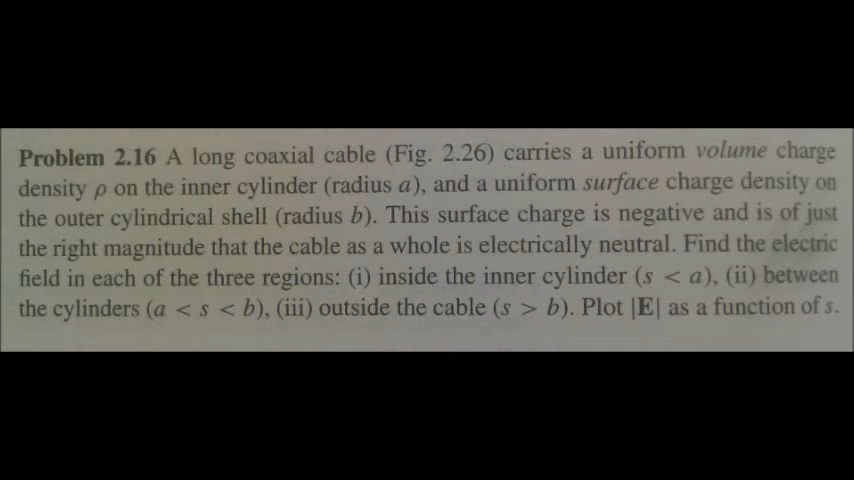 Problem 2.16 A long coaxial cable (Fig. 2.26) carries a uniform volume charge
density ρ on the inner cylinder (radius a), and a uniform surface charge density on
the outer cylindrical shell (radius b). This surface charge is negative and is of just
the right magnitude that the cable as a whole is electrically neutral. Find the electric
field in each of the three regions: (i) inside the inner cylinder (s < a), (ii) between
the cylinders (a < s < b), (iii) outside the cable (s > b). Plot |E| as a function of s.